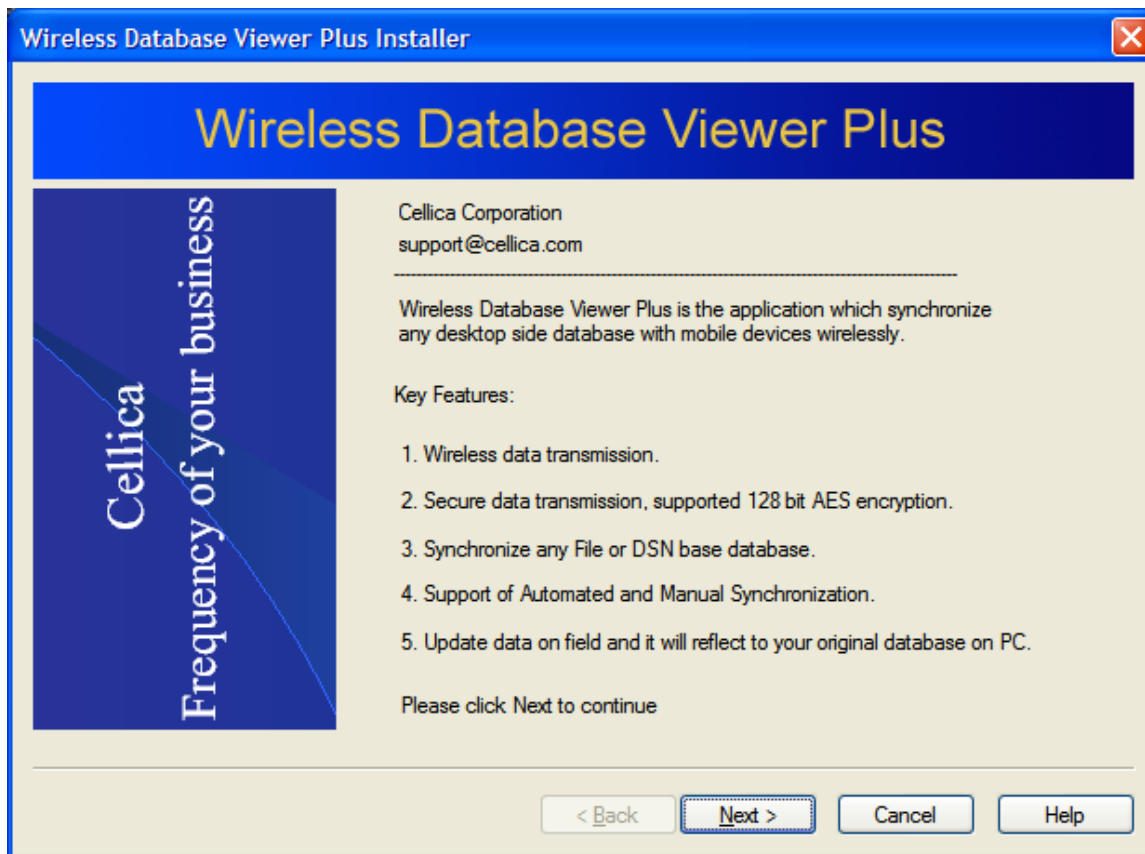 Wireless Database Viewer Plus Installer
Wireless Database Viewer Plus
Cellica
Frequency of your business
Cellica Corporation
support@cellica.com
Wireless Database Viewer Plus is the application which synchronize
any desktop side database with mobile devices wirelessly.
Key Features:
1. Wireless data transmission.
2. Secure data transmission, supported 128 bit AES encryption.
3. Synchronize any File or DSN base database.
4. Support of Automated and Manual Synchronization.
5. Update data on field and it will reflect to your original database on PC.
Please click Next to continue
< Back
Next >
Cancel
Help